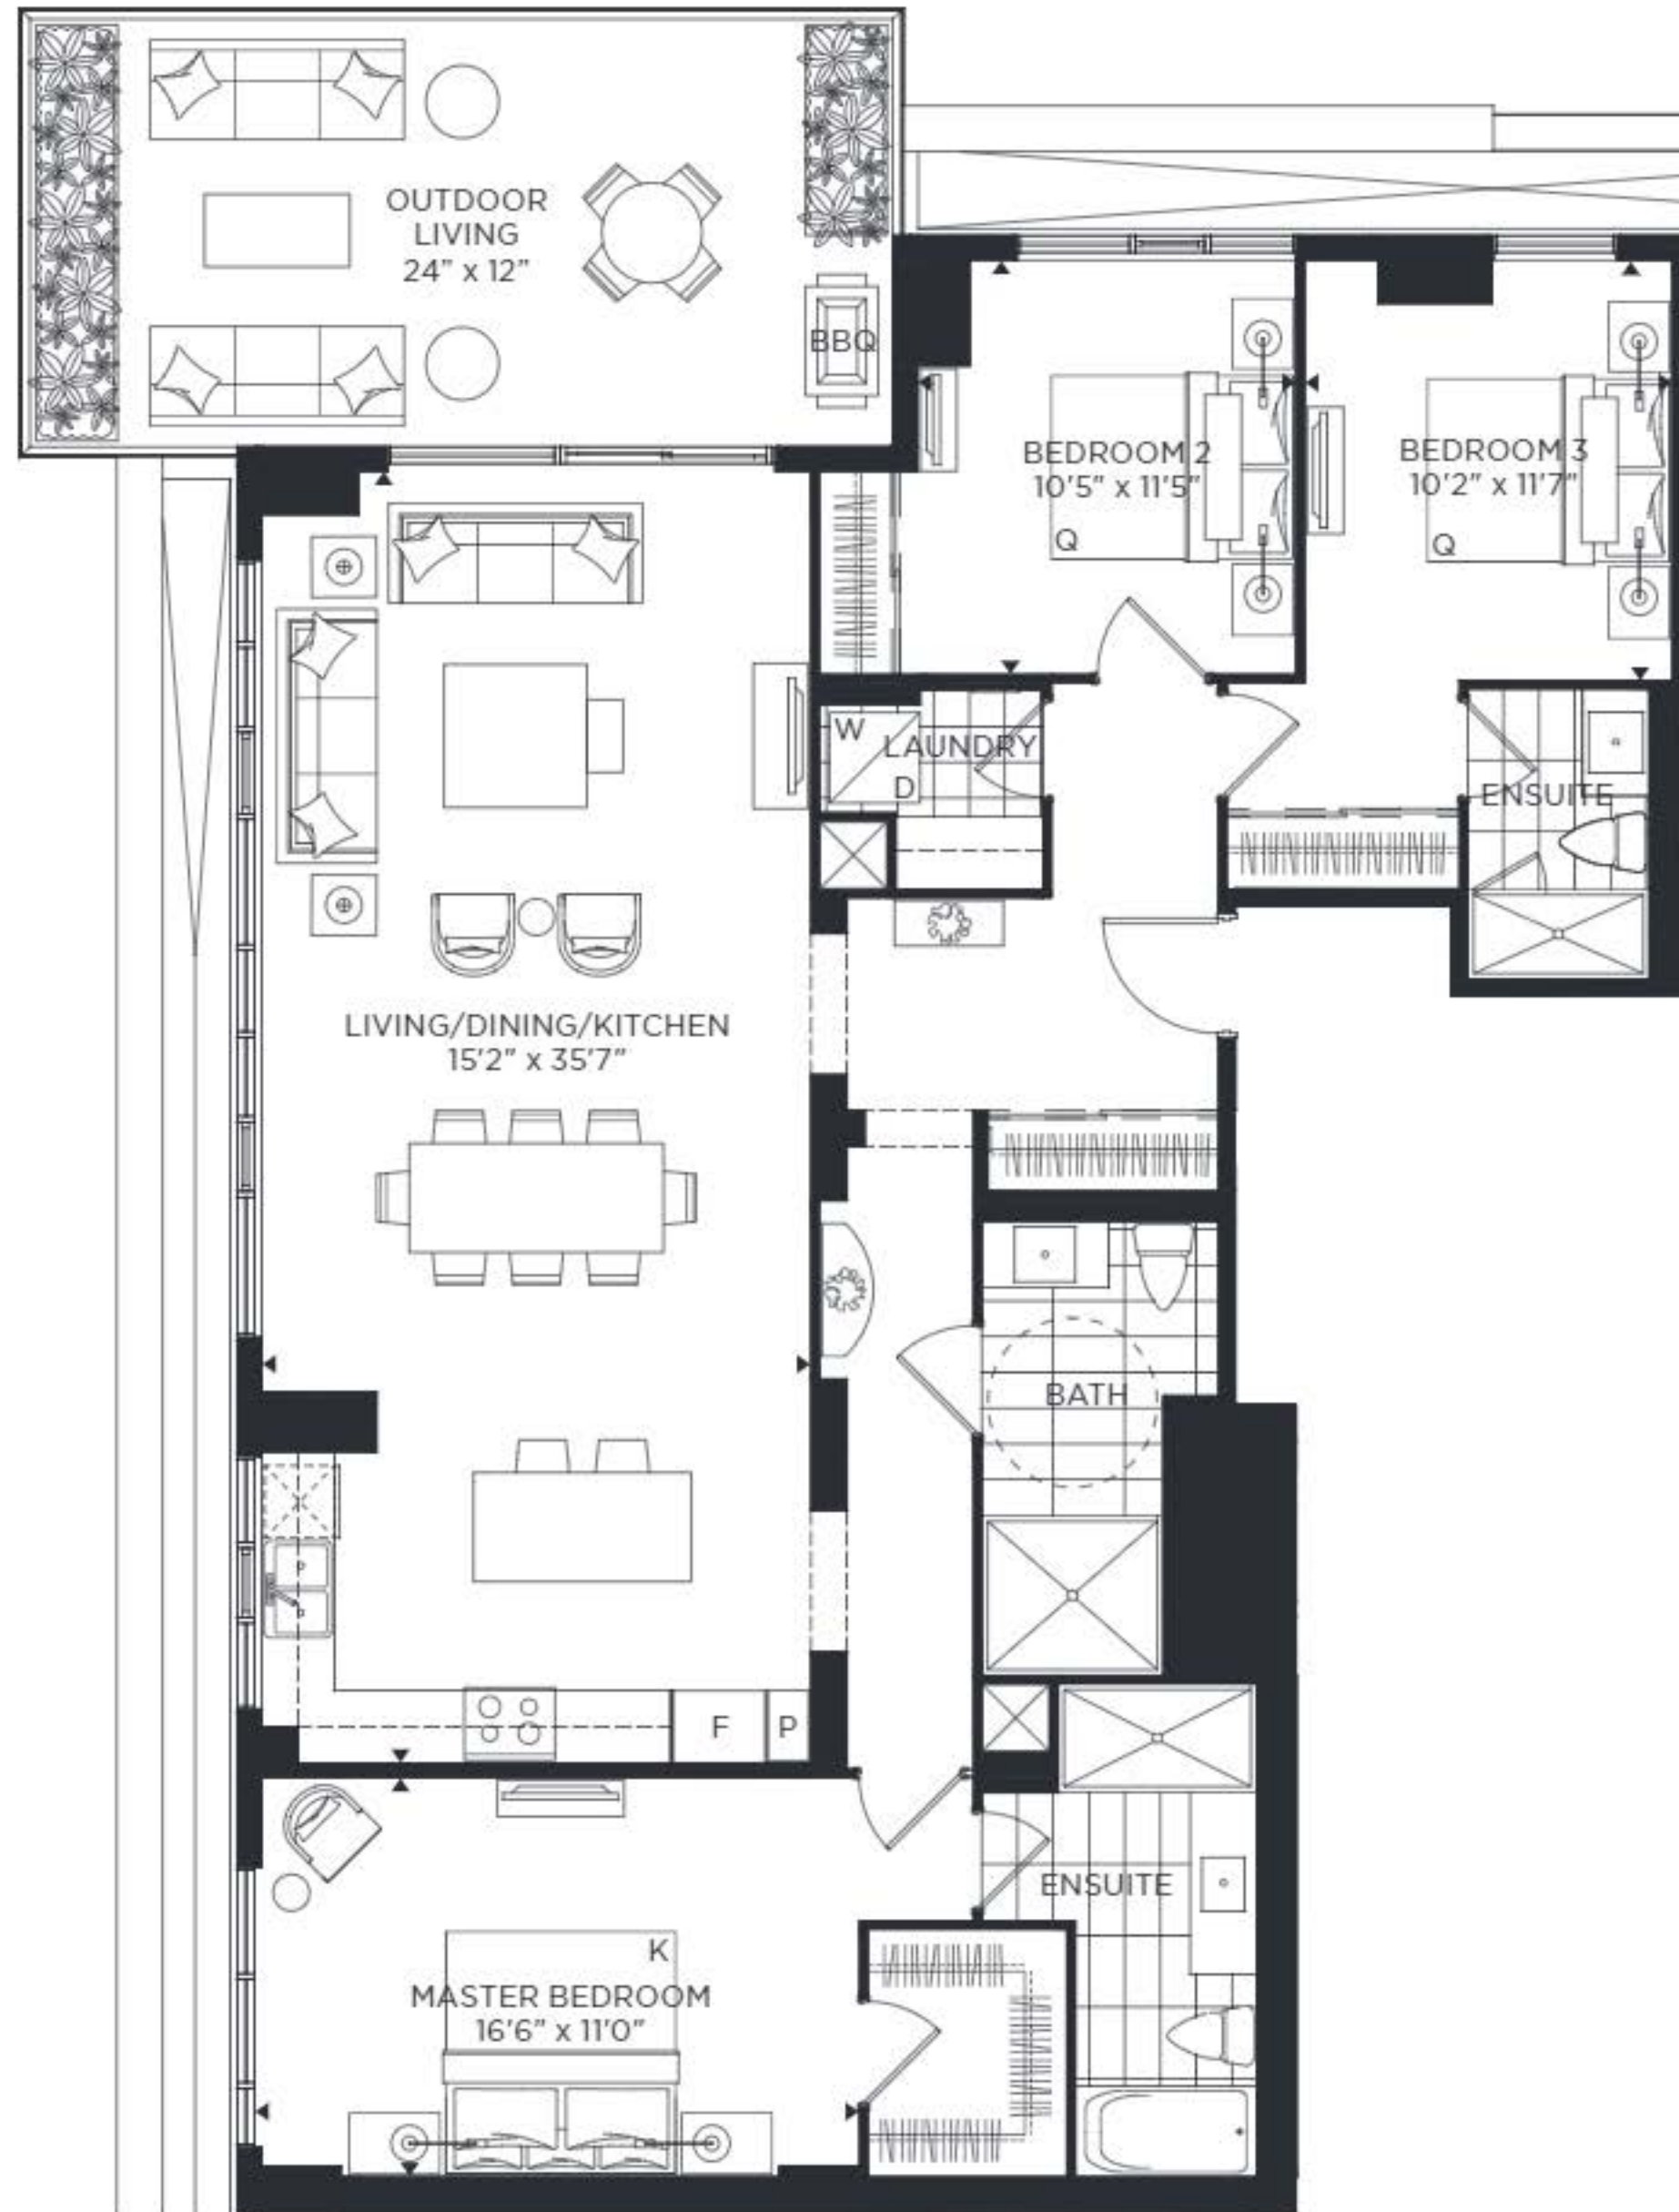 OUTDOOR
LIVING
24” x 12”
BBQ
BEDROOM 2
10'5” x 11'5”
Q
BEDROOM 3
10'2” x 11'7”
Q
W
LAUNDRY
D
ENSUITE
LIVING/DINING/KITCHEN
15'2” x 35'7”
BATH
F
P
ENSUITE
K
MASTER BEDROOM
16'6” x 11'0”